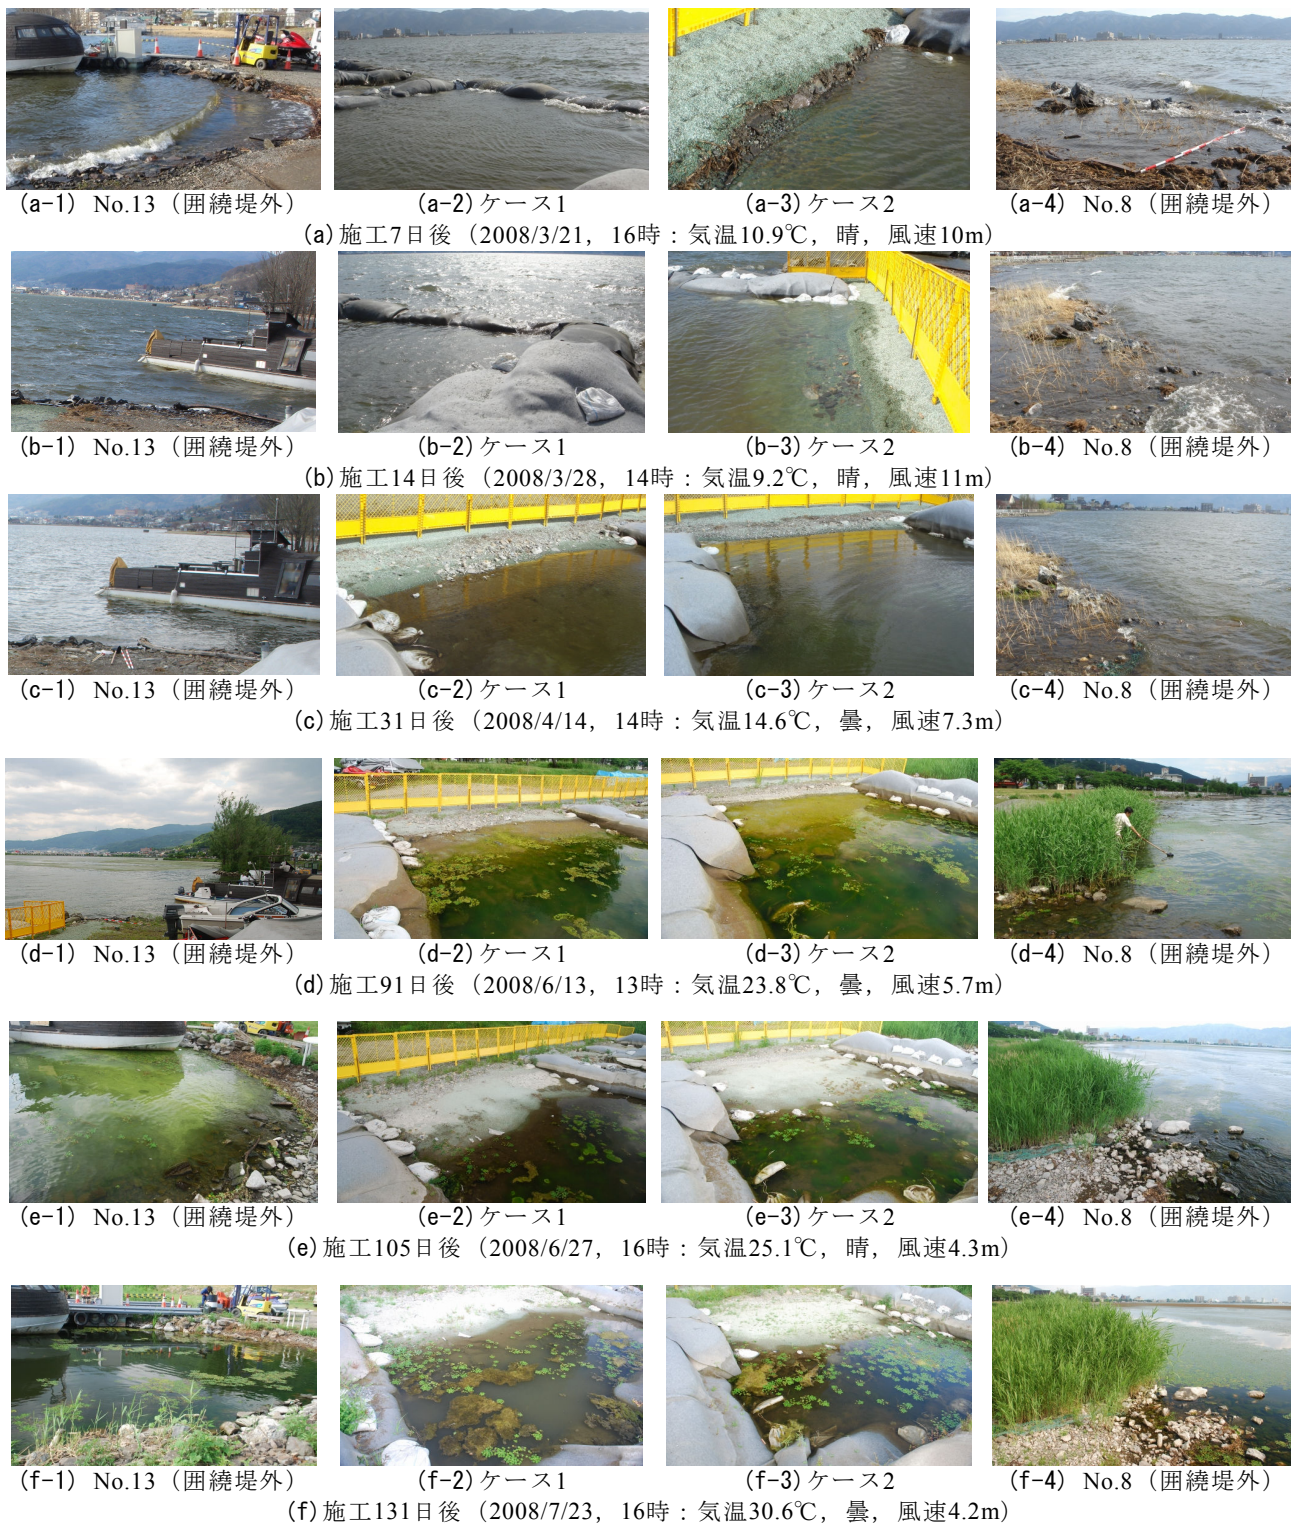 (a-1) No.13（囲繞堤外） (a-2)ケース1 (a-3)ケース2 (a-4) No.8（囲繞堤外）
(a)施工7日後（2008/3/21，16時：気温10.9℃，晴，風速10m）
(b-1) No.13（囲繞堤外） (b-2)ケース1 (b-3)ケース2 (b-4) No.8（囲繞堤外）
(b)施工14日後（2008/3/28，14時：気温9.2℃，晴，風速11m）
(c-1) No.13（囲繞堤外） (c-2)ケース1 (c-3)ケース2 (c-4) No.8（囲繞堤外）
(c)施工31日後（2008/4/14，14時：気温14.6℃，曇，風速7.3m）
(d-1) No.13（囲繞堤外） (d-2)ケース1 (d-3)ケース2 (d-4) No.8（囲繞堤外）
(d)施工91日後（2008/6/13，13時：気温23.8℃，曇，風速5.7m）
(e-1) No.13（囲繞堤外） (e-2)ケース1 (e-3)ケース2 (e-4) No.8（囲繞堤外）
(e)施工105日後（2008/6/27，16時：気温25.1℃，晴，風速4.3m）
(f-1) No.13（囲繞堤外） (f-2)ケース1 (f-3)ケース2 (f-4) No.8（囲繞堤外）
(f)施工131日後（2008/7/23，16時：気温30.6℃，曇，風速4.2m）